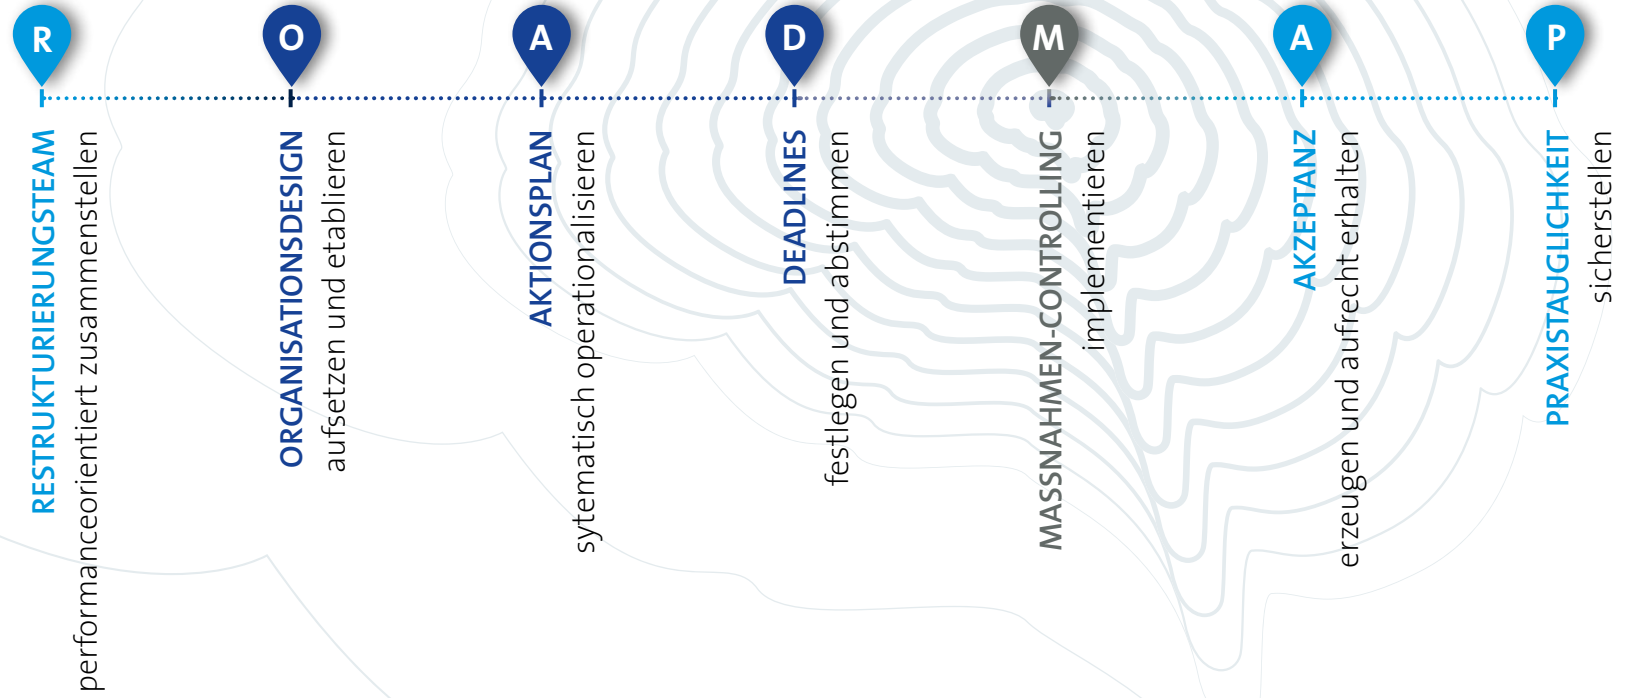 R
RESTRUKTURIERUNGSTEAM
performanceorientiert zusammenstellen
O
ORGANISATIONSDESIGN
aufsetzen und etablieren
A
AKTIONSPLAN
sytematisch operationalisieren
D
DEADLINES
festlegen und abstimmen
M
MASSNAHMEN-CONTROLLING
implementieren
A
AKZEPTANZ
erzeugen und aufrecht erhalten
P
PRAXISTAUGLICHKEIT
sicherstellen